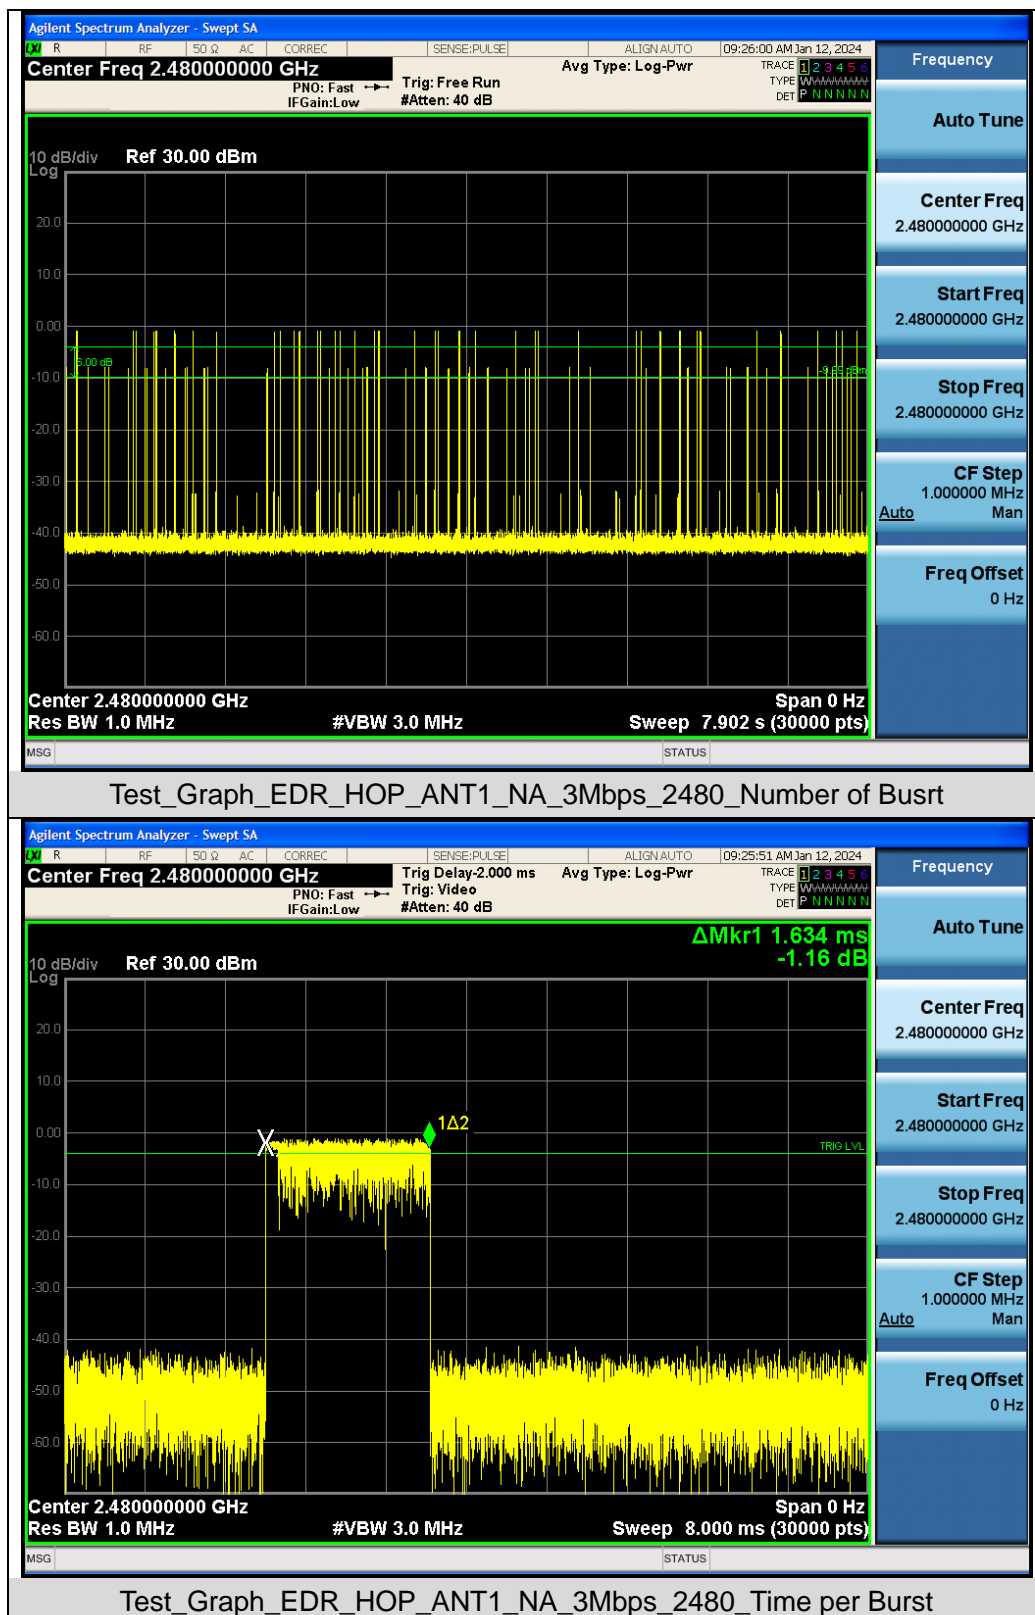 Agilent Spectrum Analyzer - Swept SA
LXI R RF 50 Ω AC CORREC SENSE:PULSE ALIGN AUTO 09:26:00 AM Jan 12, 2024
Center Freq 2.480000000 GHz
PNO: Fast
IFGain:Low
Trig: Free Run
#Atten: 40 dB
Avg Type: Log-Pwr
TRACE 1 2 3 4 5 6
TYPE W
DET P N N N N N
10 dB/div Ref 30.00 dBm
Log
20.0
10.0
0.00
6.00 dB
-10.0
-20.0
-30.0
-40.0
-50.0
-60.0
Center 2.480000000 GHz Span 0 Hz
Res BW 1.0 MHz #VBW 3.0 MHz Sweep 7.902 s (30000 pts)
MSG STATUS
Frequency
Auto Tune
Center Freq
2.480000000 GHz
Start Freq
2.480000000 GHz
Stop Freq
2.480000000 GHz
CF Step
1.000000 MHz
Auto Man
Freq Offset
0 Hz
Test_Graph_EDR_HOP_ANT1_NA_3Mbps_2480_Number of Busrt
Agilent Spectrum Analyzer - Swept SA
LXI R RF 50 Ω AC CORREC SENSE:PULSE ALIGN AUTO 09:25:51 AM Jan 12, 2024
Center Freq 2.480000000 GHz
PNO: Fast
IFGain:Low
Trig Delay-2.000 ms
Trig: Video
#Atten: 40 dB
Avg Type: Log-Pwr
TRACE 1 2 3 4 5 6
TYPE W
DET P N N N N N
ΔMkr1 1.634 ms
-1.16 dB
10 dB/div Ref 30.00 dBm
Log
20.0
10.0
0.00
1Δ2
X
TRIG LVL
-10.0
-20.0
-30.0
-40.0
-50.0
-60.0
Center 2.480000000 GHz Span 0 Hz
Res BW 1.0 MHz #VBW 3.0 MHz Sweep 8.000 ms (30000 pts)
MSG STATUS
Frequency
Auto Tune
Center Freq
2.480000000 GHz
Start Freq
2.480000000 GHz
Stop Freq
2.480000000 GHz
CF Step
1.000000 MHz
Auto Man
Freq Offset
0 Hz
Test_Graph_EDR_HOP_ANT1_NA_3Mbps_2480_Time per Burst